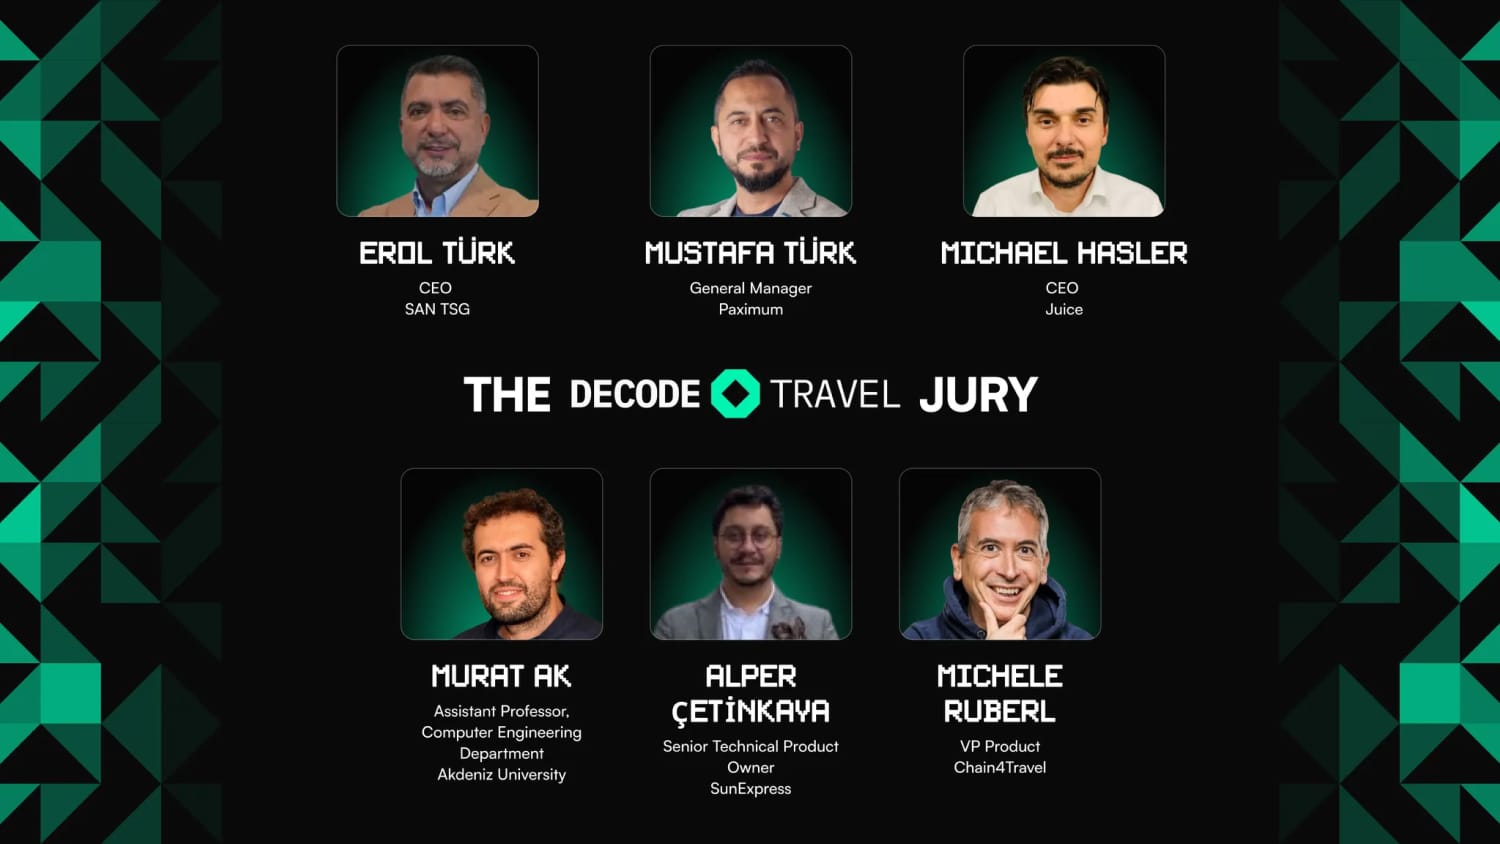 EROL TÜRK
CEO
SAN TSG
MUSTAFA TÜRK
General Manager
Paximum
MICHAEL HASLER
CEO
Juice
THE DECODE TRAVEL JURY
MURAT AK
Assistant Professor,
Computer Engineering
Department
Akdeniz University
ALPER
ÇETİNKAYA
Senior Technical Product
Owner
SunExpress
MICHELE
RUBERL
VP Product
Chain4Travel